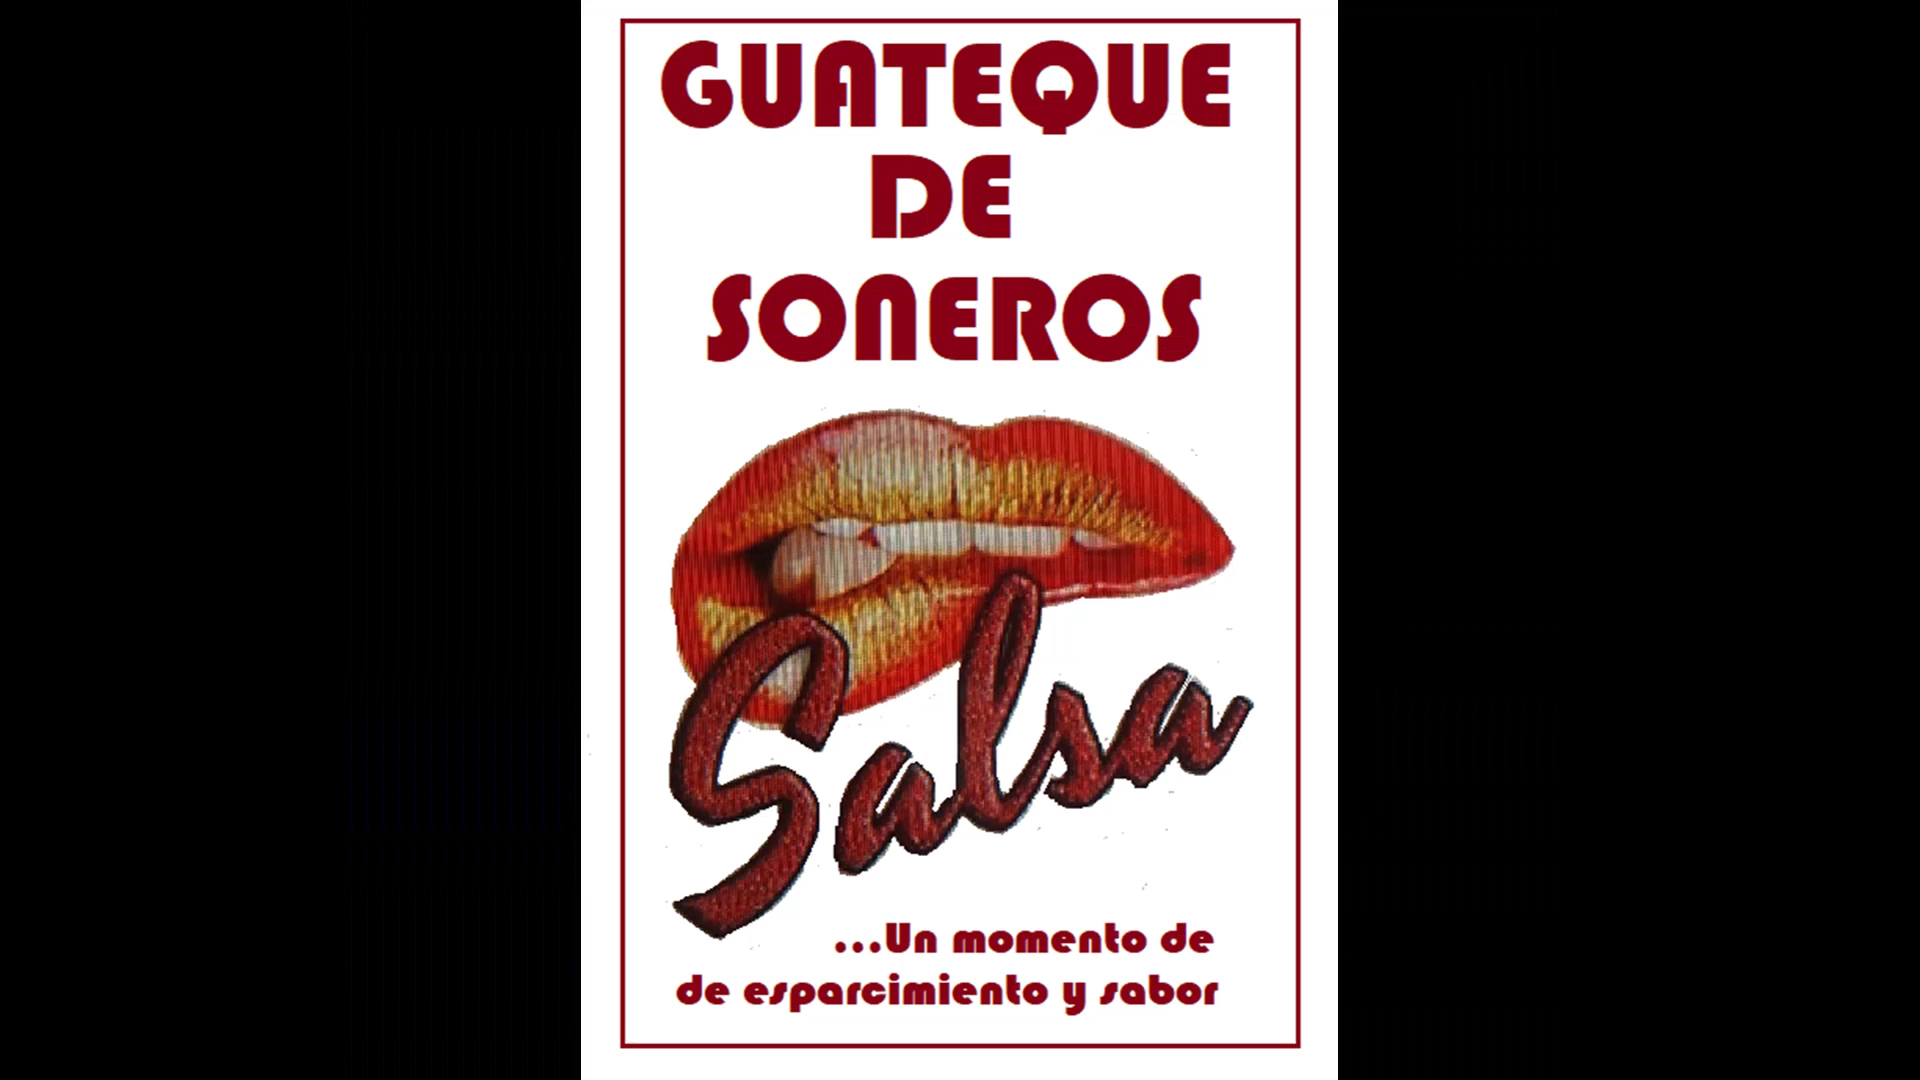 GUATEQUE
DE
SONEROS
Salsa
...Un momento de
de esparcimiento y sabor